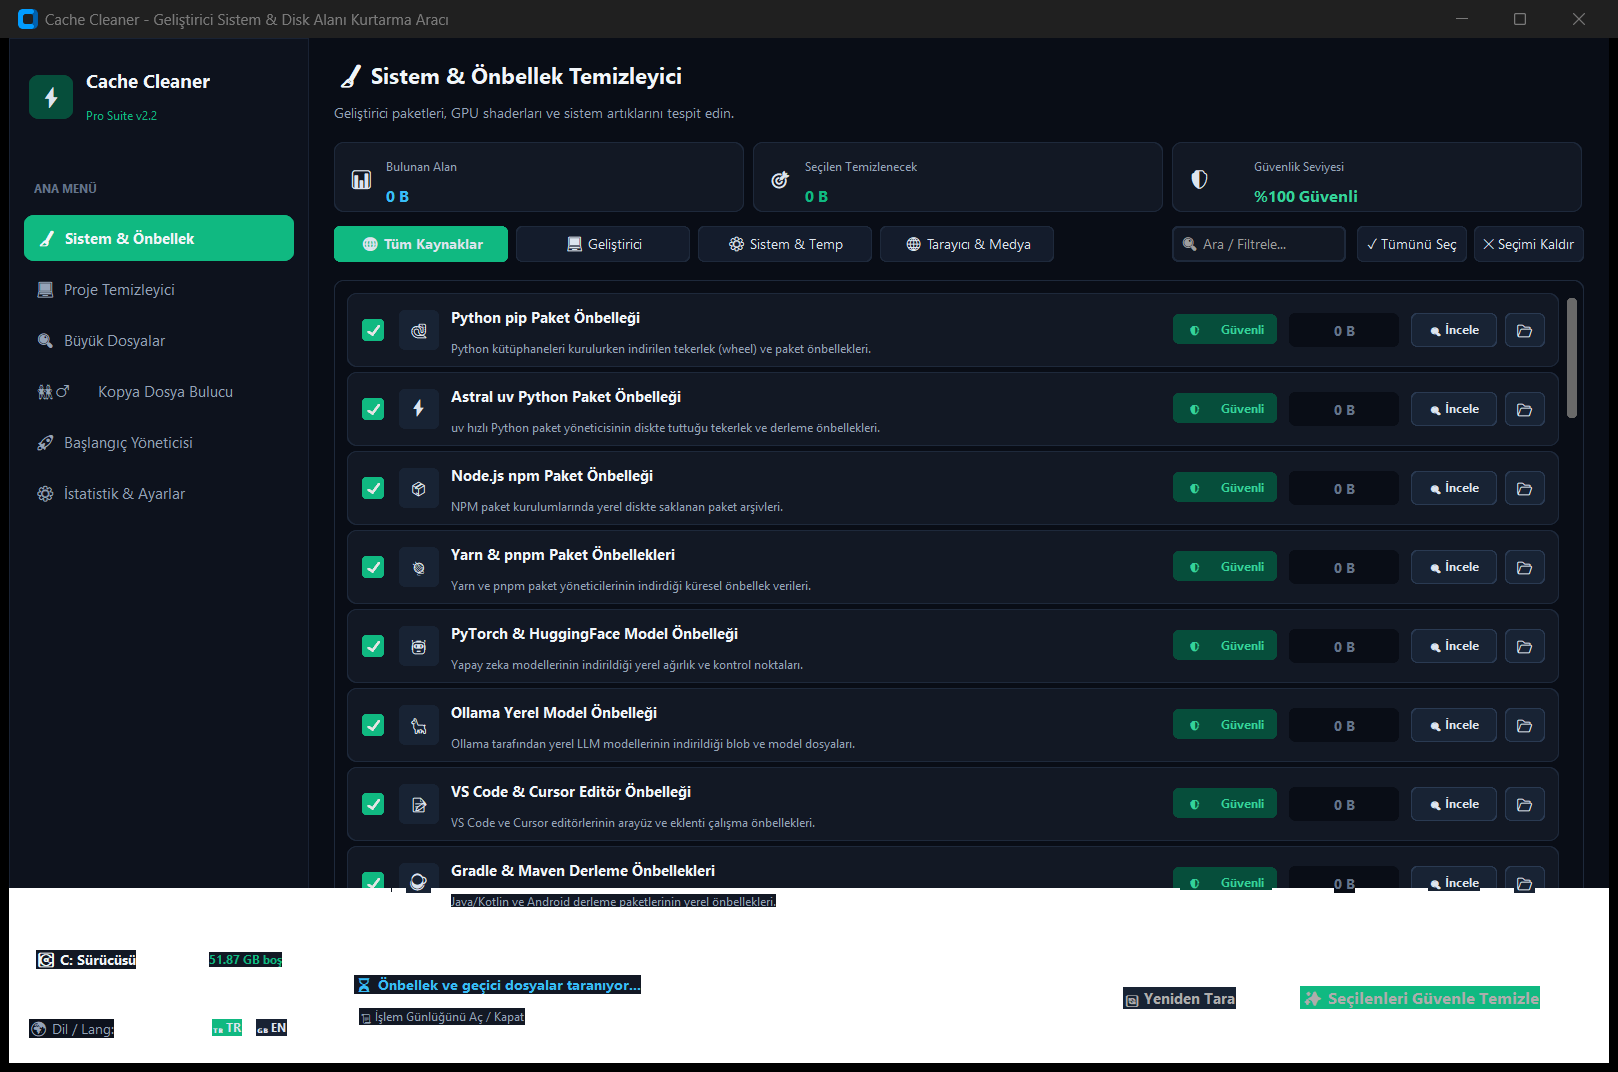 Cache Cleaner - Geliştirici Sistem & Disk Alanı Kurtarma Aracı
Cache Cleaner
Pro Suite v2.2
ANA MENÜ
Sistem & Önbellek
Proje Temizleyici
Büyük Dosyalar
Kopya Dosya Bulucu
Başlangıç Yöneticisi
İstatistik & Ayarlar
C: Sürücüsü 51.87 GB boş
Dil / Lang: TR TR GB EN
Sistem & Önbellek Temizleyici
Geliştirici paketleri, GPU shaderları ve sistem artıklarını tespit edin.
Bulunan Alan
0 B
Seçilen Temizlenecek
0 B
Güvenlik Seviyesi
%100 Güvenli
Tüm Kaynaklar Geliştirici Sistem & Temp Tarayıcı & Medya Ara / Filtrele... ✓ Tümünü Seç ✕ Seçimi Kaldır
Python pip Paket Önbelleği
Python kütüphaneleri kurulurken indirilen tekerlek (wheel) ve paket önbellekleri.
Güvenli 0 B İncele
Astral uv Python Paket Önbelleği
uv hızlı Python paket yöneticisinin diskte tuttuğu tekerlek ve derleme önbellekleri.
Güvenli 0 B İncele
Node.js npm Paket Önbelleği
NPM paket kurulumlarında yerel diskte saklanan paket arşivleri.
Güvenli 0 B İncele
Yarn & pnpm Paket Önbellekleri
Yarn ve pnpm paket yöneticilerinin indirdiği küresel önbellek verileri.
Güvenli 0 B İncele
PyTorch & HuggingFace Model Önbelleği
Yapay zeka modellerinin indirildiği yerel ağırlık ve kontrol noktaları.
Güvenli 0 B İncele
Ollama Yerel Model Önbelleği
Ollama tarafından yerel LLM modellerinin indirildiği blob ve model dosyaları.
Güvenli 0 B İncele
VS Code & Cursor Editör Önbelleği
VS Code ve Cursor editörlerinin arayüz ve eklenti çalışma önbellekleri.
Güvenli 0 B İncele
Gradle & Maven Derleme Önbellekleri
Java/Kotlin ve Android derleme paketlerinin yerel önbellekleri.
Güvenli 0 B İncele
Önbellek ve geçici dosyalar taranıyor...
İşlem Günlüğünü Aç / Kapat
Yeniden Tara
Seçilenleri Güvenle Temizle